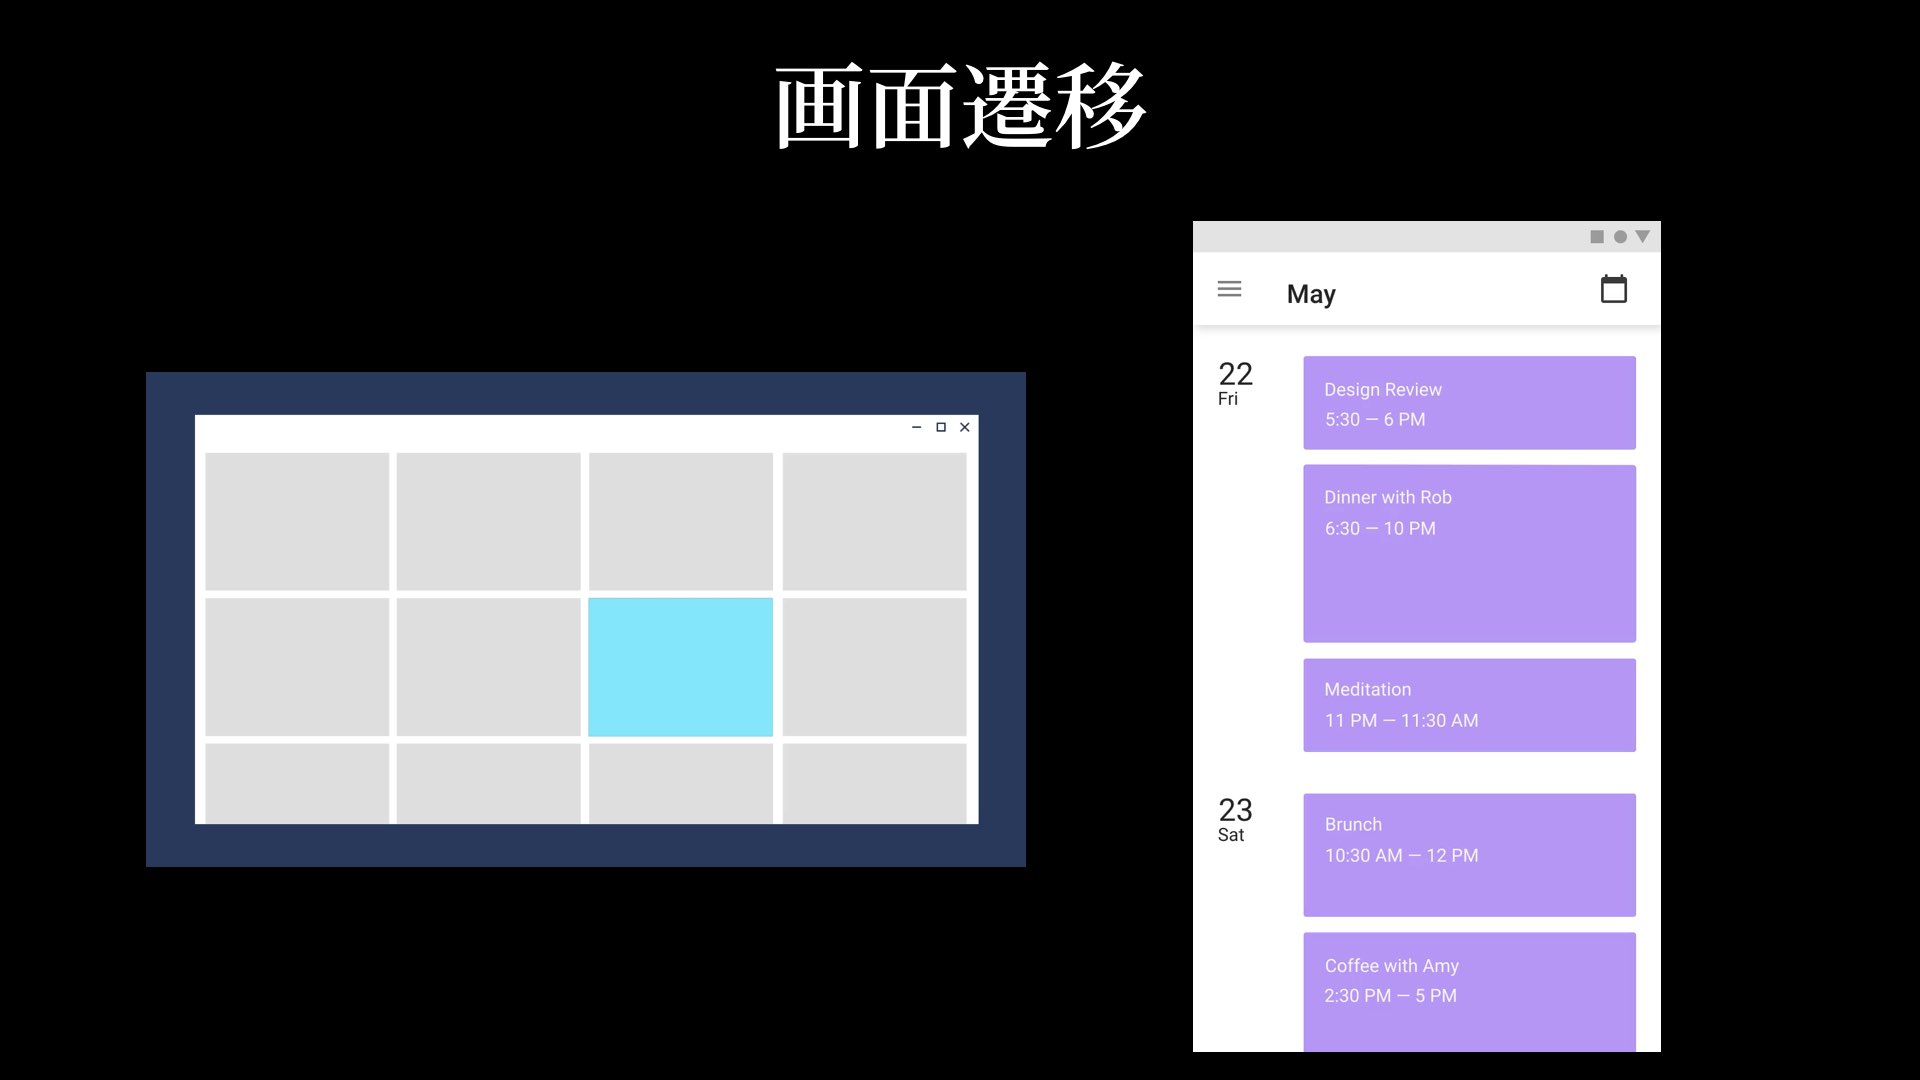 画面遷移
May
22
Fri
Design Review
5:30 — 6 PM
Dinner with Rob
6:30 — 10 PM
Meditation
11 PM — 11:30 AM
23
Sat
Brunch
10:30 AM — 12 PM
Coffee with Amy
2:30 PM — 5 PM